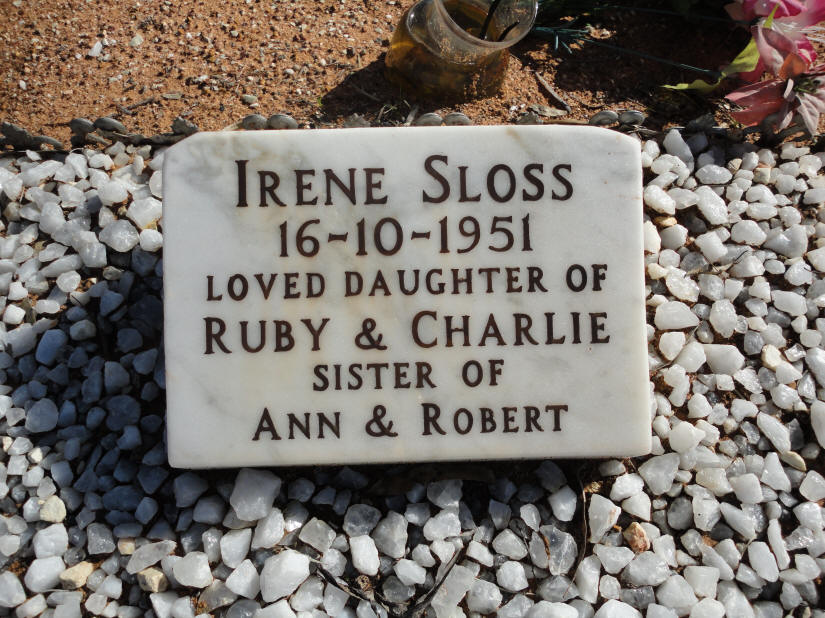 IRENE SLOSS
16-10-1951
LOVED DAUGHTER OF
RUBY & CHARLIE
SISTER OF
ANN & ROBERT